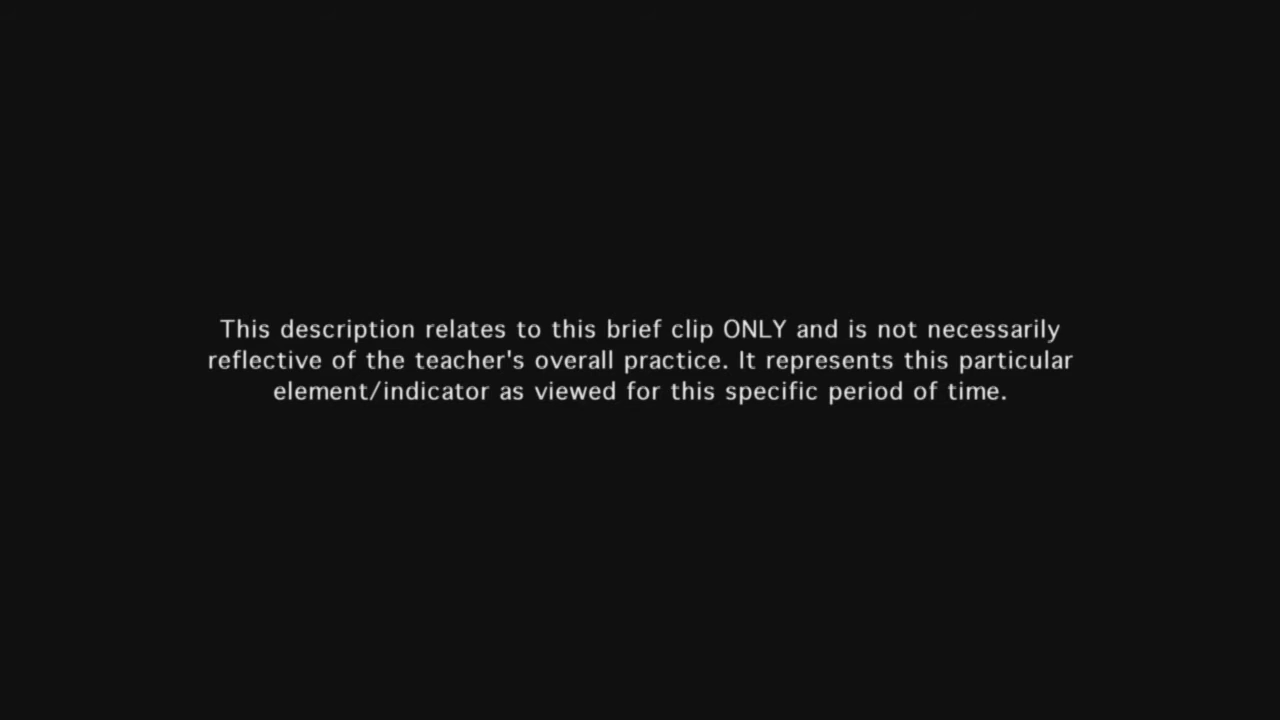 This description relates to this brief clip ONLY and is not necessarily
reflective of the teacher's overall practice. It represents this particular
element/indicator as viewed for this specific period of time.